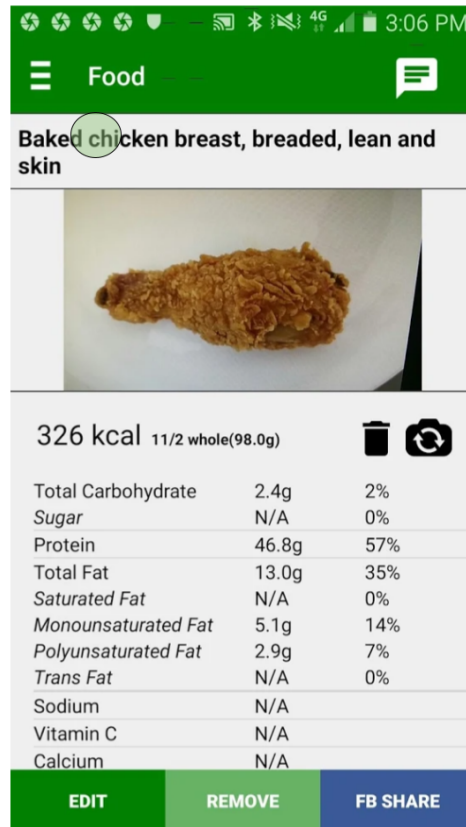 4G 3:06 PM
Food
Baked chicken breast, breaded, lean and
skin
326 kcal 11/2 whole(98.0g)
Total Carbohydrate 2.4g 2%
Sugar N/A 0%
Protein 46.8g 57%
Total Fat 13.0g 35%
Saturated Fat N/A 0%
Monounsaturated Fat 5.1g 14%
Polyunsaturated Fat 2.9g 7%
Trans Fat N/A 0%
Sodium N/A
Vitamin C N/A
Calcium N/A
EDIT REMOVE FB SHARE